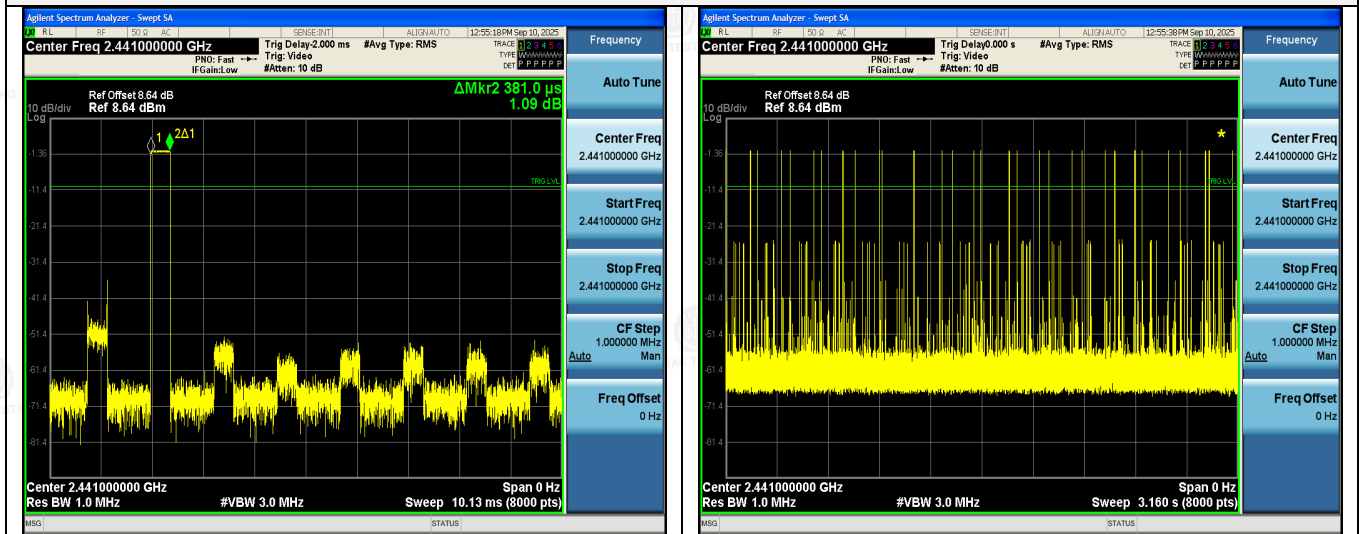 Agilent Spectrum Analyzer - Swept SA
LXI RL RF 50 Ω AC SENSE:INT ALIGN AUTO 12:55:18 PM Sep 10, 2025
Center Freq 2.441000000 GHz
Trig Delay-2.000 ms #Avg Type: RMS
TRACE 1 2 3 4 5 6
PNO: Fast Trig: Video
TYPE WWWWWW
IFGain:Low #Atten: 10 dB
DET P P P P P P
ΔMkr2 381.0 µs
1.09 dB
Ref Offset 8.64 dB
10 dB/div Ref 8.64 dBm
Log
1
2Δ1
-1.36
TRIG LVL
-11.4
-21.4
-31.4
-41.4
-51.4
-61.4
-71.4
-81.4
Center 2.441000000 GHz Span 0 Hz
Res BW 1.0 MHz #VBW 3.0 MHz Sweep 10.13 ms (8000 pts)
MSG STATUS
Frequency
Auto Tune
Center Freq
2.441000000 GHz
Start Freq
2.441000000 GHz
Stop Freq
2.441000000 GHz
CF Step
1.000000 MHz
Auto Man
Freq Offset
0 Hz
Agilent Spectrum Analyzer - Swept SA
LXI RL RF 50 Ω AC SENSE:INT ALIGN AUTO 12:55:38 PM Sep 10, 2025
Center Freq 2.441000000 GHz
Trig Delay0.000 s #Avg Type: RMS
TRACE 1 2 3 4 5 6
PNO: Fast Trig: Video
TYPE WWWWWW
IFGain:Low #Atten: 10 dB
DET P P P P P P
Ref Offset 8.64 dB
10 dB/div Ref 8.64 dBm
Log
*
-1.36
TRIG LVL
-11.4
-21.4
-31.4
-41.4
-51.4
-61.4
-71.4
-81.4
Center 2.441000000 GHz Span 0 Hz
Res BW 1.0 MHz #VBW 3.0 MHz Sweep 3.160 s (8000 pts)
MSG STATUS
Frequency
Auto Tune
Center Freq
2.441000000 GHz
Start Freq
2.441000000 GHz
Stop Freq
2.441000000 GHz
CF Step
1.000000 MHz
Auto Man
Freq Offset
0 Hz